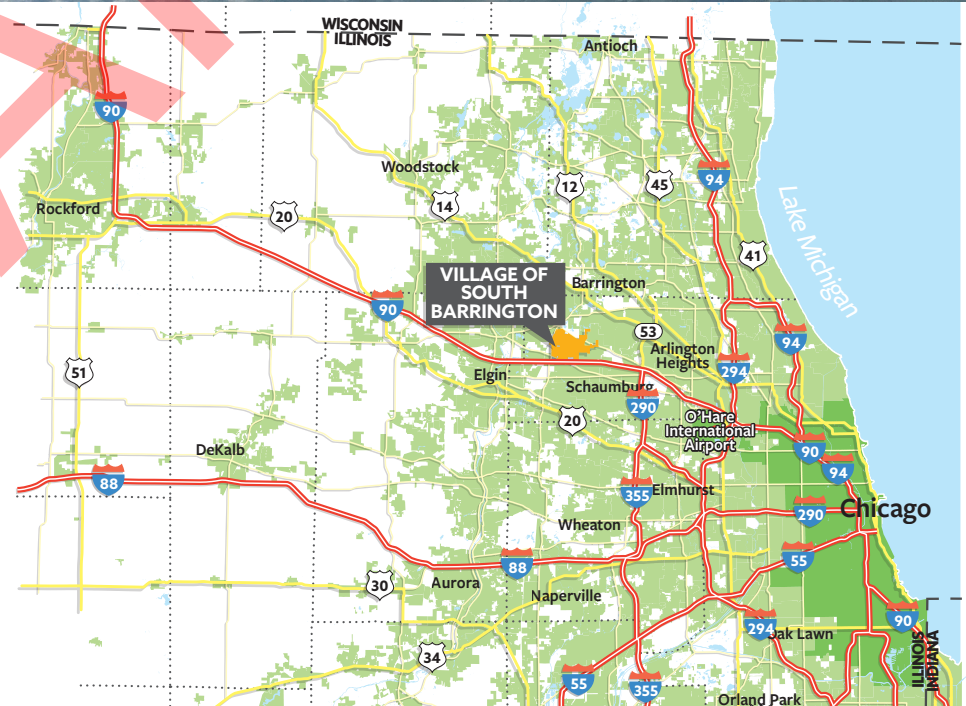 WISCONSIN
ILLINOIS
Antioch
90
94
Woodstock
12
45
14
Rockford
20
41
Lake Michigan
VILLAGE OF
SOUTH
BARRINGTON
Barrington
90
53
94
Arlington
Heights
294
51
Elgin
Schaumburg
290
20
O'Hare
International
Airport
DeKalb
90
94
88
355
Elmhurst
290
Chicago
Wheaton
55
88
Aurora
30
Naperville
90
294
Oak Lawn
34
ILLINOIS
INDIANA
55
355
Orland Park